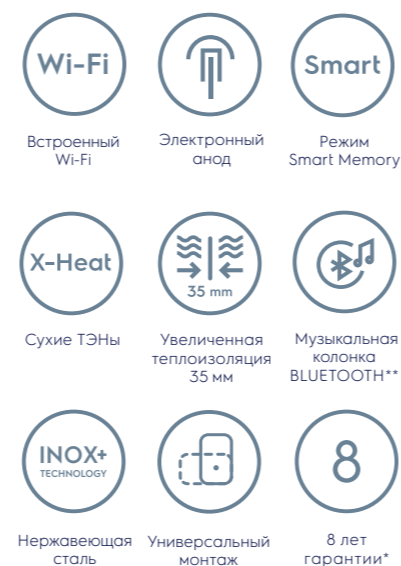 Wi-Fi
Встроенный
Wi-Fi
Электронный
анод
Smart
Режим
Smart Memory
X-Heat
Сухие ТЭНы
35 mm
Увеличенная
теплоизоляция
35 мм
Музыкальная
колонка
BLUETOOTH**
INOX+
TECHNOLOGY
Нержавеющая
сталь
Универсальный
монтаж
8
8 лет
гарантии*